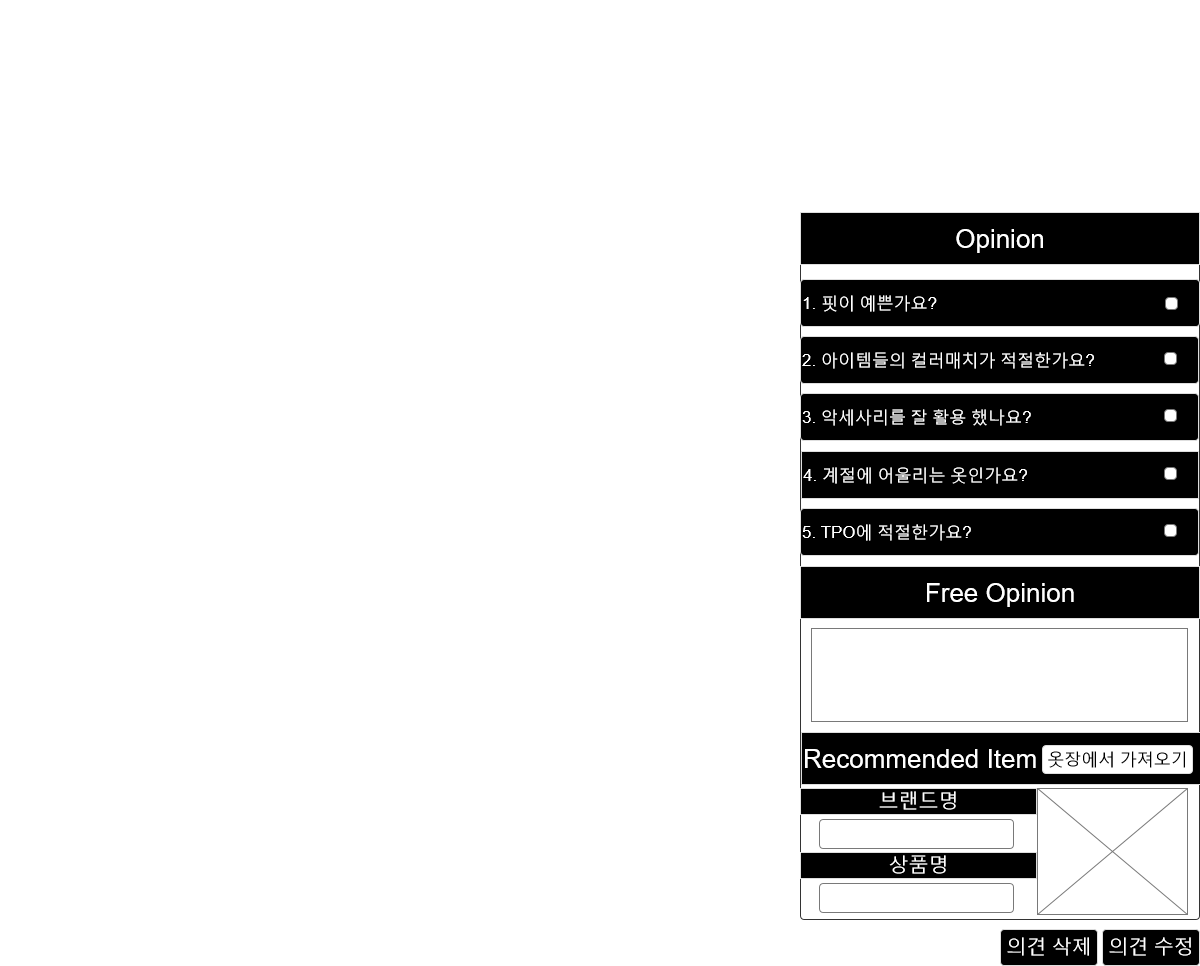 Opinion
1. 핏이 예쁜가요?
2. 아이템들의 컬러매치가 적절한가요?
3. 악세사리를 잘 활용 했나요?
4. 계절에 어울리는 옷인가요?
5. TPO에 적절한가요?
Free Opinion
Recommended Item 옷장에서 가져오기
브랜드명
상품명
의견 삭제 의견 수정